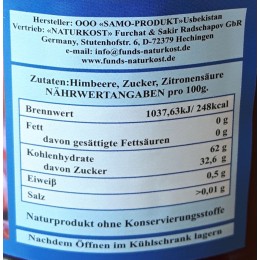 Hersteller: OOO «SAMO-PRODUKT»Usbekistan
Vertrieb: «NATURKOST» Furchat & Sakir Radschapov GbR
Germany, Stutenhofstr. 6, D-72379 Hechingen
e-mail: info@funds-naturkost.de
https://www.funds-naturkost.de
Zutaten:Himbeere, Zucker, Zitronensäure
NÄHRWERTANGABEN pro 100g.
Brennwert 1037,63kJ/ 248kcal
Fett 0 g
davon gesättigte Fettsäuren 0 g
Kohlenhydrate 62 g
davon Zucker 32,6 g
Eiweiß 0,5 g
Salz >0,01 g
Naturprodukt ohne Konservierungsstoffe
Nachdem Öffnen im Kühlschrank lagern